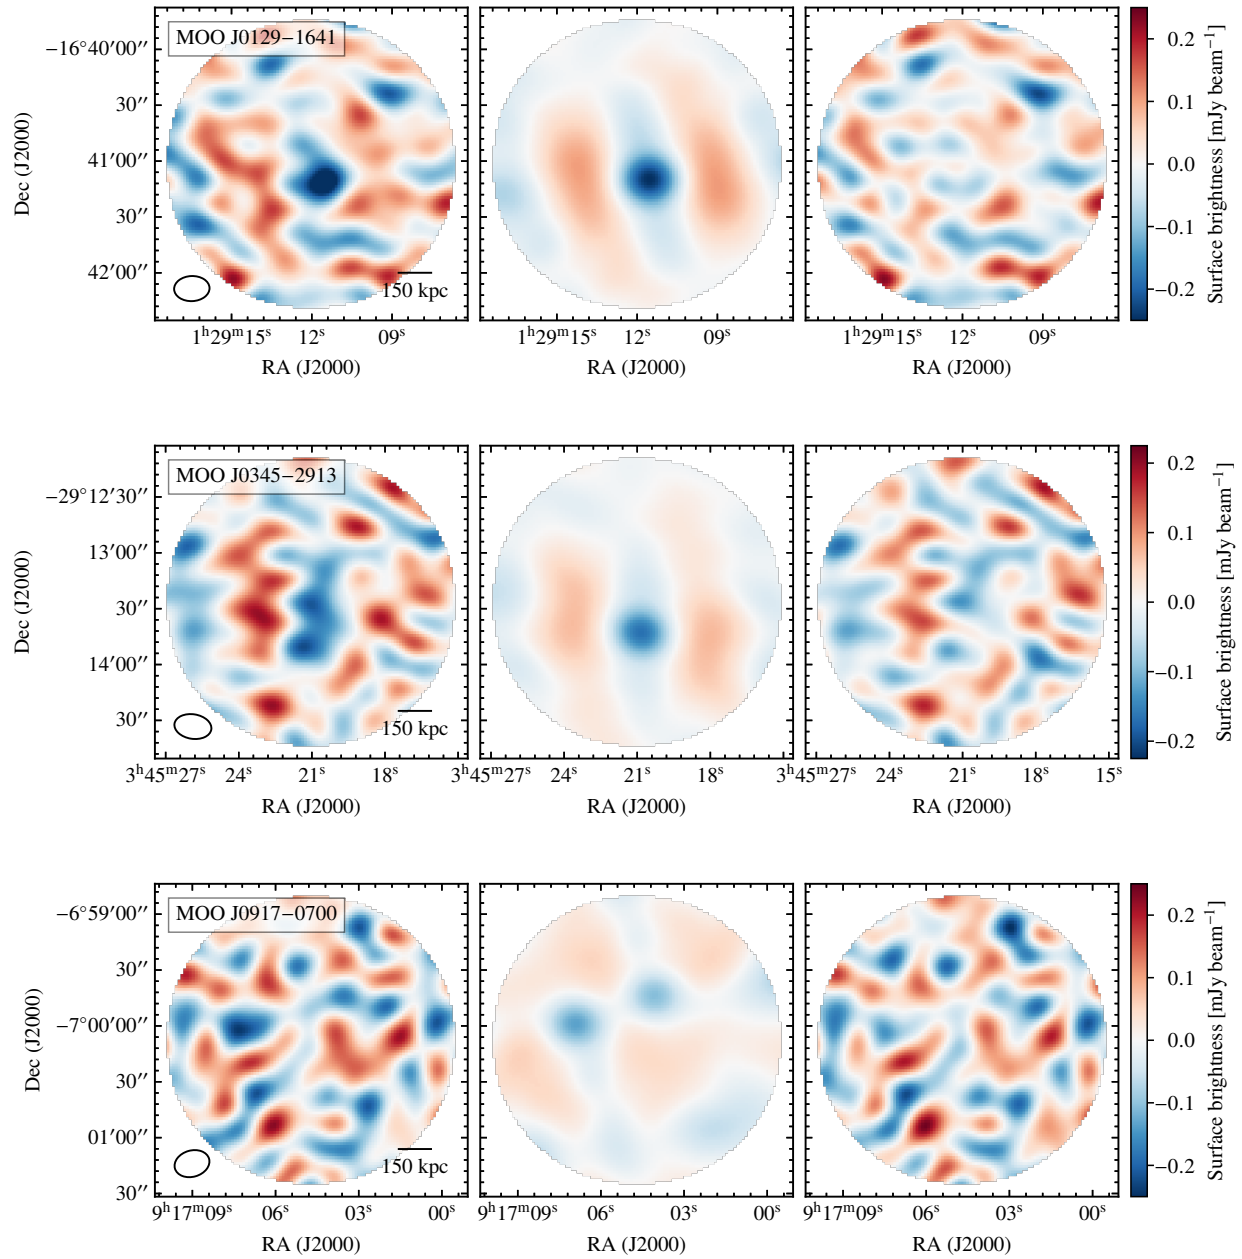 MOO J0129−1641
−16°40′00″
30″
41′00″
30″
42′00″
Dec (J2000)
150 kpc
1ʰ29ᵐ15ˢ 12ˢ 09ˢ
1ʰ29ᵐ15ˢ 12ˢ 09ˢ
1ʰ29ᵐ15ˢ 12ˢ 09ˢ
RA (J2000) RA (J2000) RA (J2000)
0.2
0.1
0.0
−0.1
−0.2
Surface brightness [mJy beam⁻¹]
MOO J0345−2913
−29°12′30″
13′00″
30″
14′00″
30″
Dec (J2000)
150 kpc
3ʰ45ᵐ27ˢ 24ˢ 21ˢ 18ˢ
3ʰ45ᵐ27ˢ 24ˢ 21ˢ 18ˢ
3ʰ45ᵐ27ˢ 24ˢ 21ˢ 18ˢ 15ˢ
RA (J2000) RA (J2000) RA (J2000)
0.2
0.1
0.0
−0.1
−0.2
Surface brightness [mJy beam⁻¹]
MOO J0917−0700
−6°59′00″
30″
−7°00′00″
30″
01′00″
30″
Dec (J2000)
150 kpc
9ʰ17ᵐ09ˢ 06ˢ 03ˢ 00ˢ
9ʰ17ᵐ09ˢ 06ˢ 03ˢ 00ˢ
9ʰ17ᵐ09ˢ 06ˢ 03ˢ 00ˢ
RA (J2000) RA (J2000) RA (J2000)
0.2
0.1
0.0
−0.1
−0.2
Surface brightness [mJy beam⁻¹]